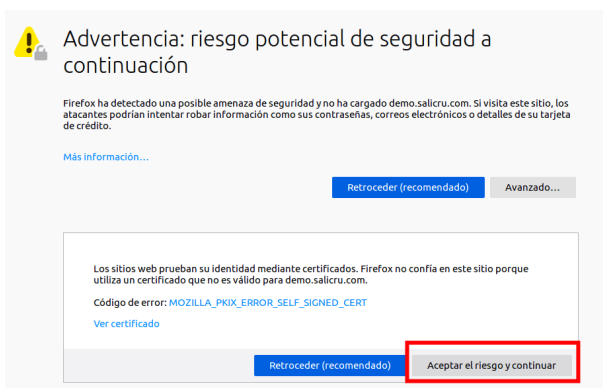 Advertencia: riesgo potencial de seguridad a
continuación
Firefox ha detectado una posible amenaza de seguridad y no ha cargado demo.salicru.com. Si visita este sitio, los
atacantes podrían intentar robar información como sus contraseñas, correos electrónicos o detalles de su tarjeta
de crédito.
Más información...
Retroceder (recomendado) Avanzado...
Los sitios web prueban su identidad mediante certificados. Firefox no confía en este sitio porque
utiliza un certificado que no es válido para demo.salicru.com.
Código de error: MOZILLA_PKIX_ERROR_SELF_SIGNED_CERT
Ver certificado
Retroceder (recomendado) Aceptar el riesgo y continuar